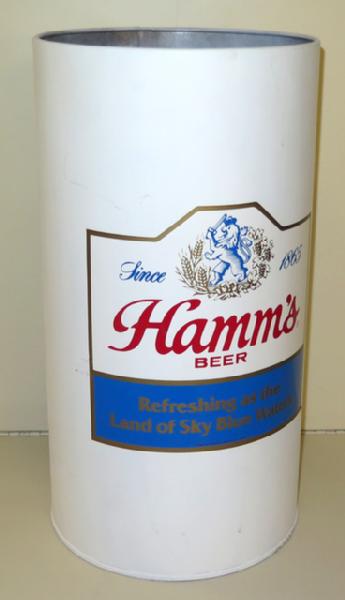 Since 1865
Hamm's
BEER
Refreshing as the
Land of Sky Blue Waters